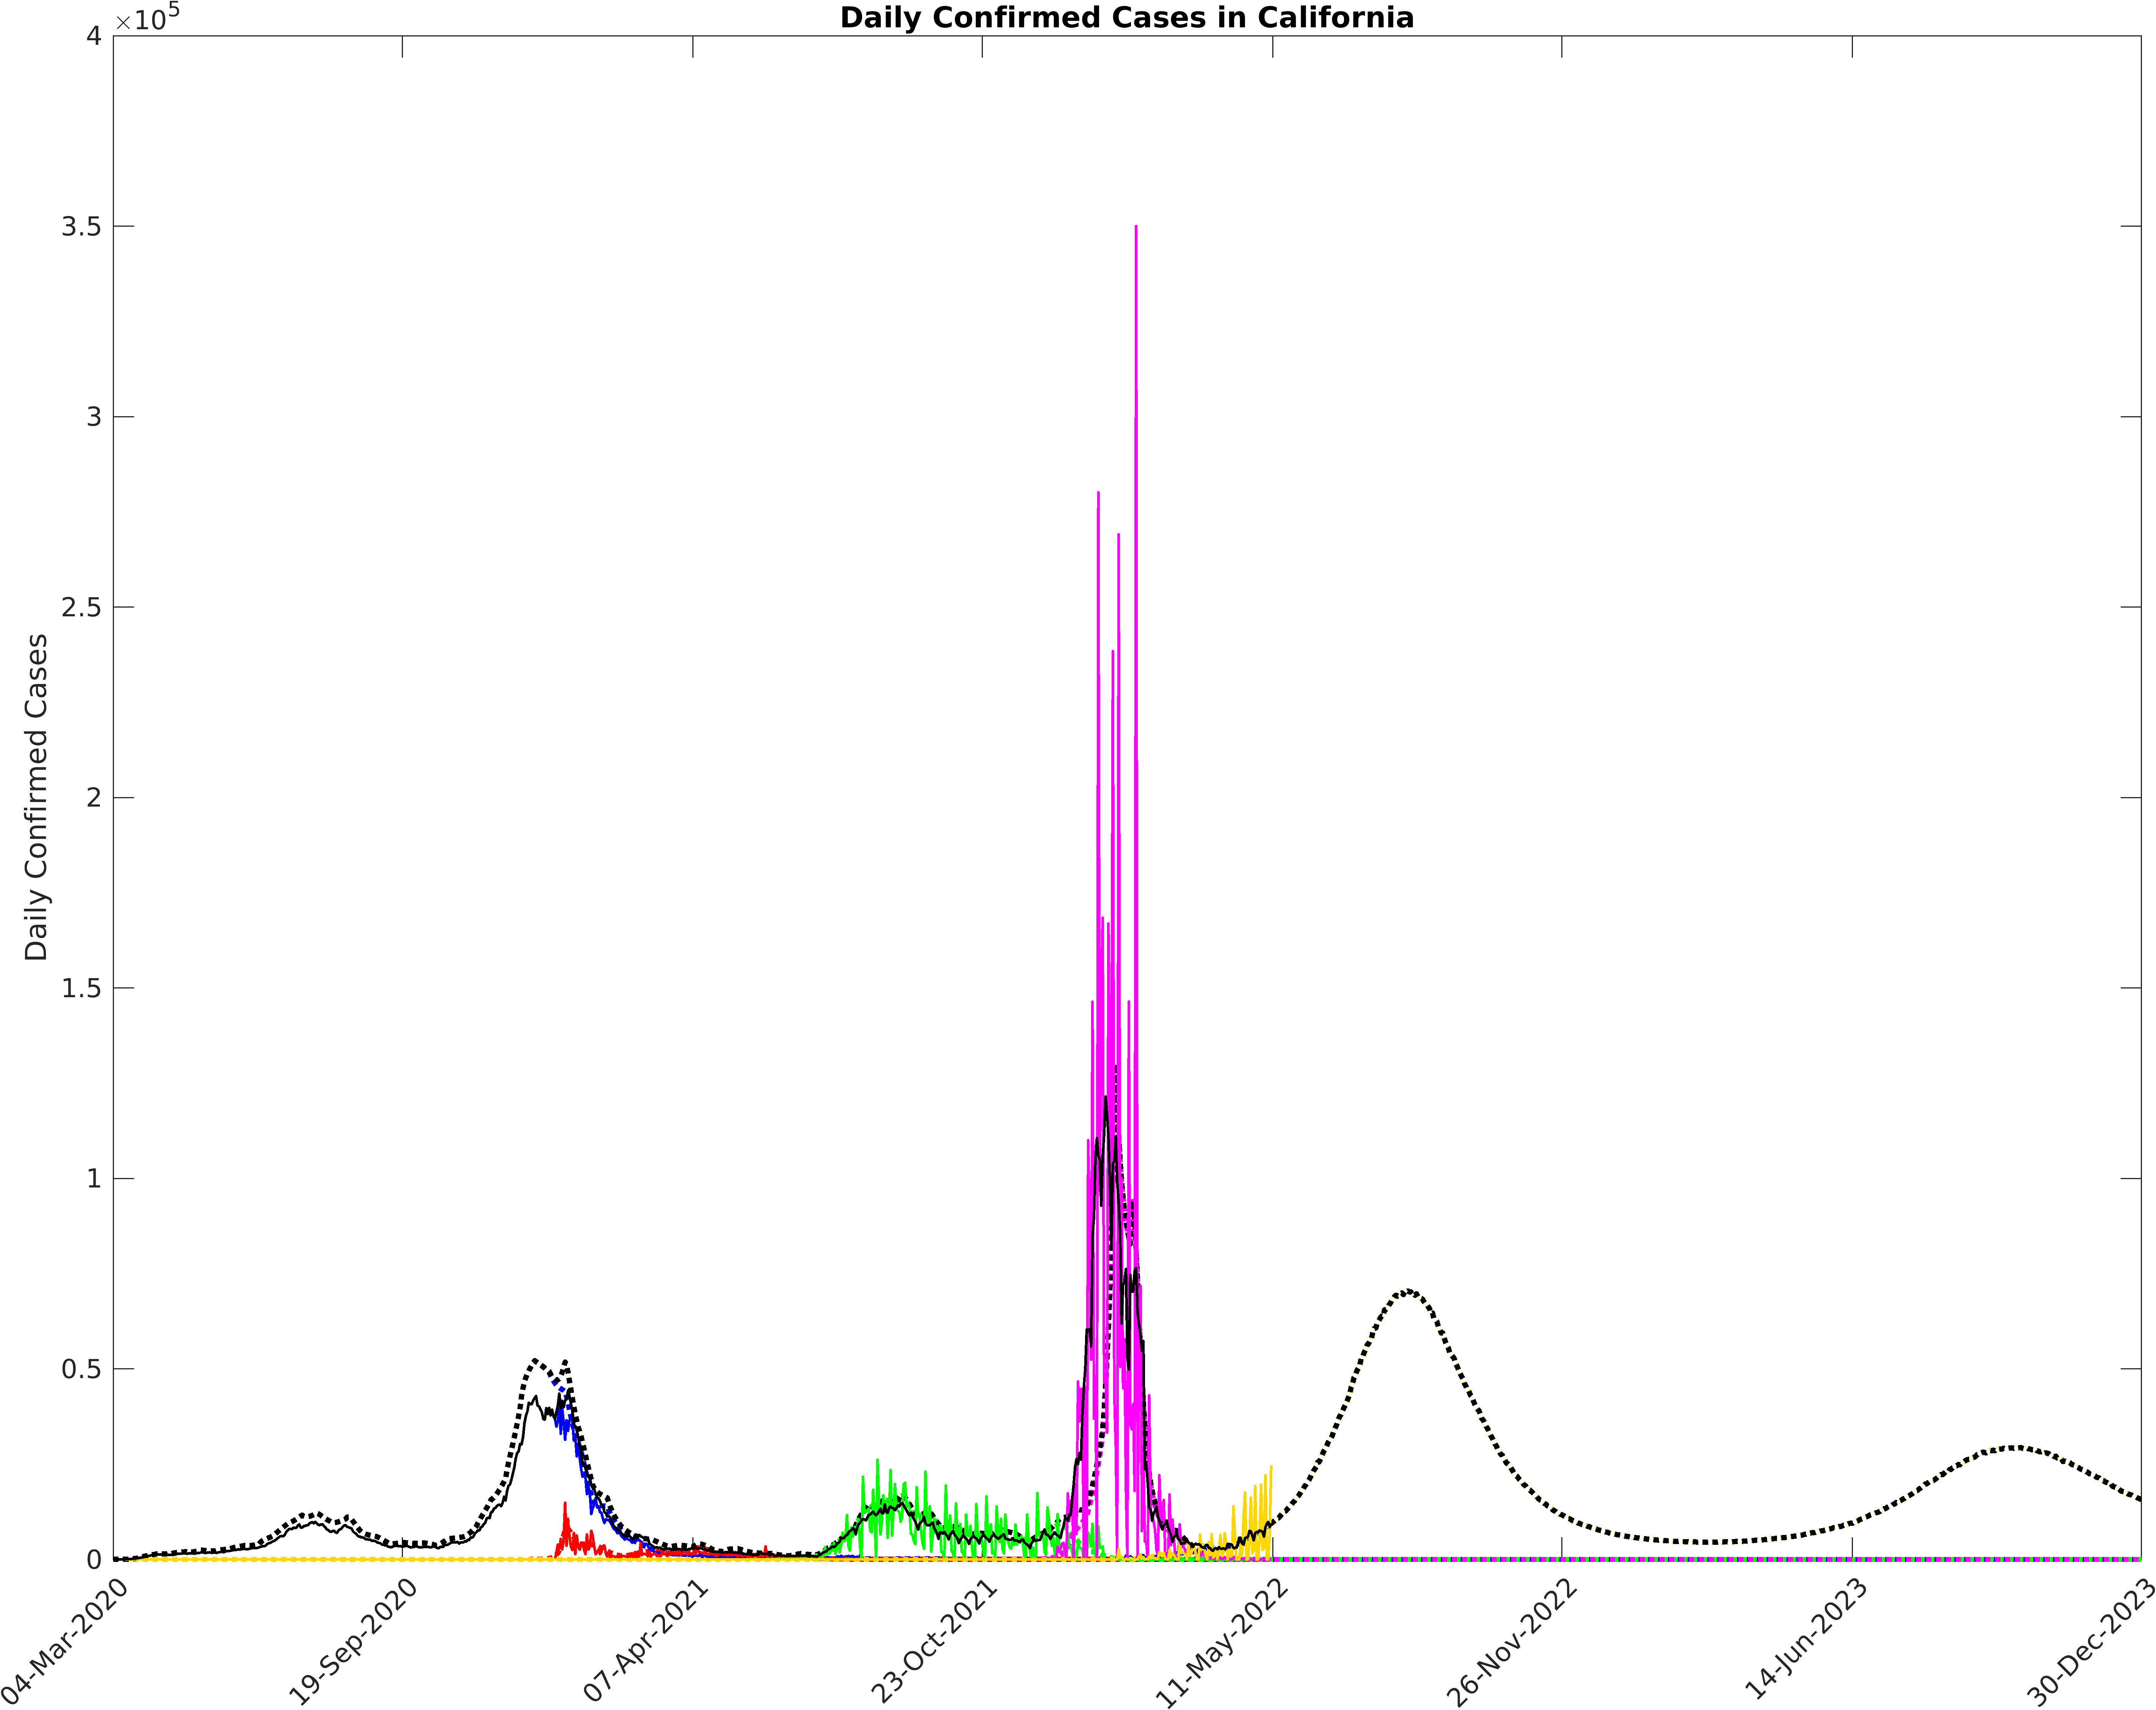 Daily Confirmed Cases in California
×10⁵
4
3.5
3
2.5
2
1.5
1
0.5
0
Daily Confirmed Cases
04-Mar-2020
19-Sep-2020
07-Apr-2021
23-Oct-2021
11-May-2022
26-Nov-2022
14-Jun-2023
30-Dec-2023